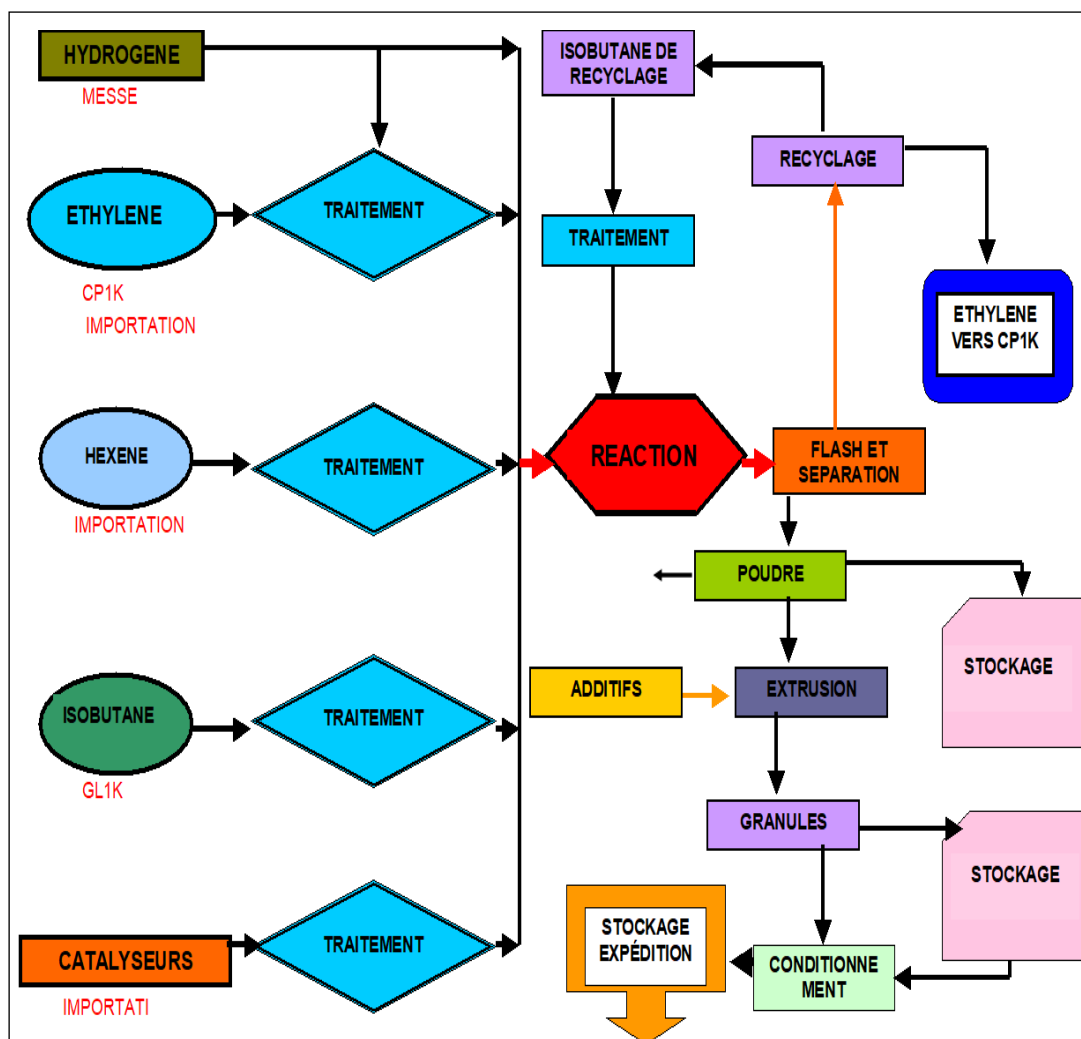 HYDROGENE
MESSE
ISOBUTANE DE
RECYCLAGE
RECYCLAGE
ETHYLENE
TRAITEMENT
TRAITEMENT
CP1K
IMPORTATION
ETHYLENE
VERS CP1K
HEXENE
TRAITEMENT
REACTION
FLASH ET
SEPARATION
IMPORTATION
POUDRE
STOCKAGE
ISOBUTANE
TRAITEMENT
ADDITIFS
EXTRUSION
GL1K
GRANULES
STOCKAGE
CATALYSEURS
TRAITEMENT
STOCKAGE
EXPÉDITION
CONDITIONNE
MENT
IMPORTATI